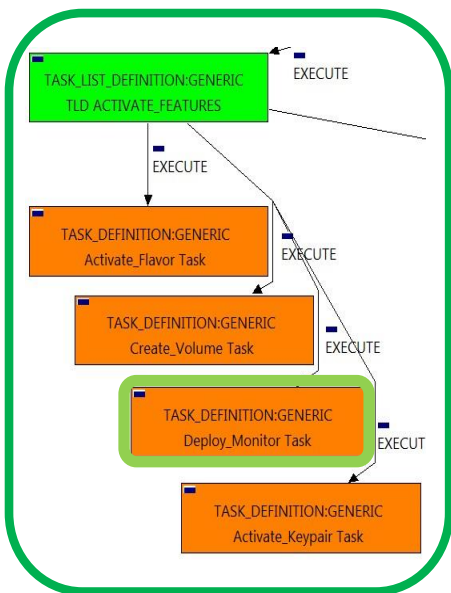 EXECUTE
TASK_LIST_DEFINITION:GENERIC
TLD ACTIVATE_FEATURES
EXECUTE
TASK_DEFINITION:GENERIC
Activate_Flavor Task
EXECUTE
TASK_DEFINITION:GENERIC
Create_Volume Task
EXECUTE
TASK_DEFINITION:GENERIC
Deploy_Monitor Task
EXECUT
TASK_DEFINITION:GENERIC
Activate_Keypair Task